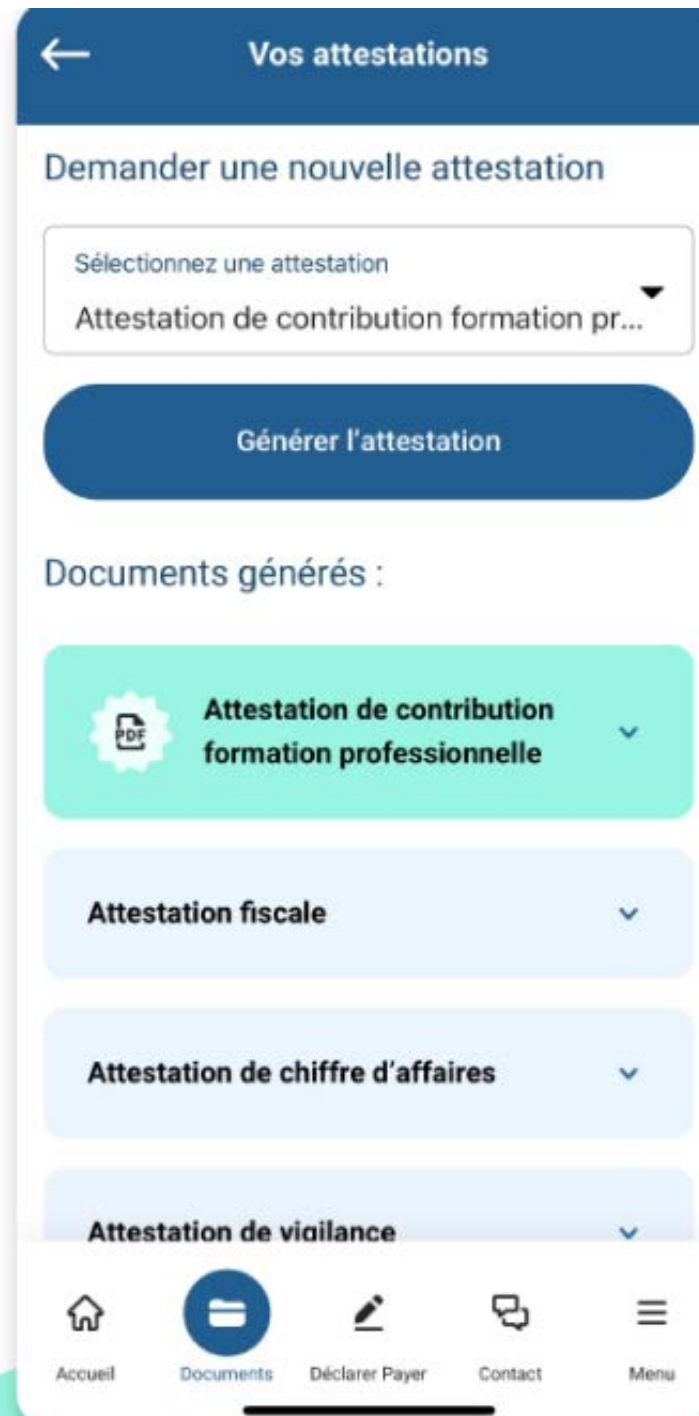 Vos attestations
Demander une nouvelle attestation
Sélectionnez une attestation
Attestation de contribution formation pr...
Générer l'attestation
Documents générés :
PDF
Attestation de contribution
formation professionnelle
Attestation fiscale
Attestation de chiffre d'affaires
Attestation de vigilance
Accueil
Documents
Déclarer Payer
Contact
Menu